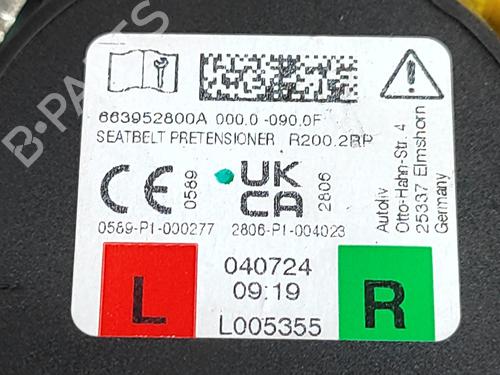 663952800A 000.0 -090.0F
SEATBELT PRETENSIONER R200.2RP
CE 0589
UK
CA 2806
0589-P1-000277 2806-P1-004023
Autoliv
Otto-Hahn-Str. 4
25337 Elmshorn
Germany
L
040724
09:19
L005355
R
B-Parts